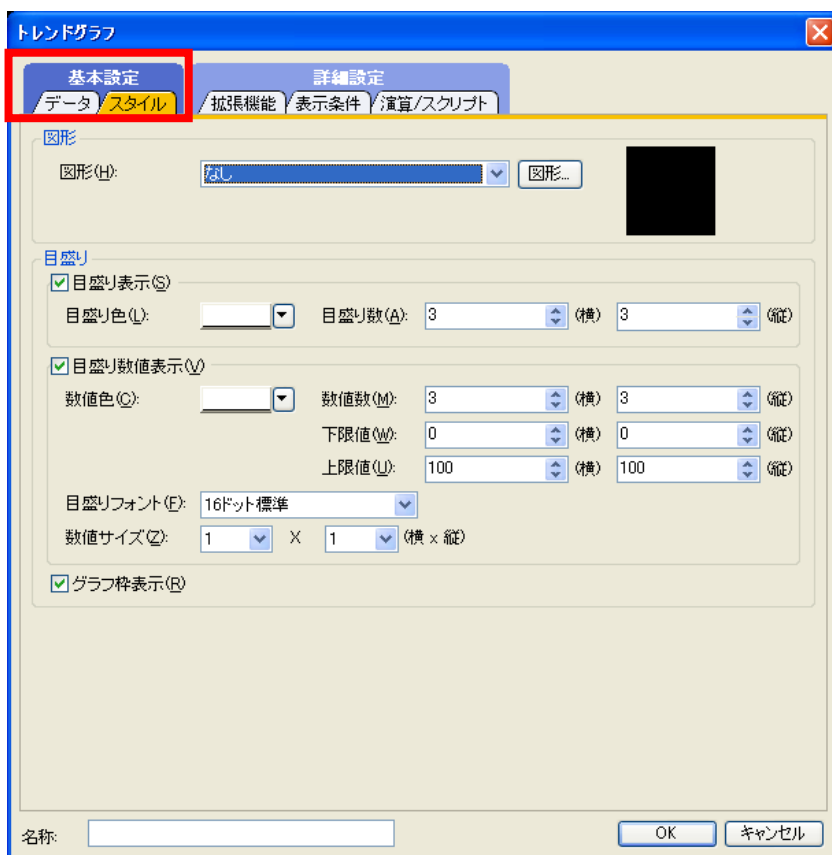 トレンドグラフ
基本設定 詳細設定
データ スタイル 拡張機能 表示条件 演算/スクリプト
図形
図形(H): なし 図形...
目盛り
目盛り表示(S)
目盛り色(L): 目盛り数(A): 3 (横) 3 (縦)
目盛り数値表示(V)
数値色(C): 数値数(M): 3 (横) 3 (縦)
下限値(W): 0 (横) 0 (縦)
上限値(U): 100 (横) 100 (縦)
目盛りフォント(F): 16ドット標準
数値サイズ(Z): 1 X 1 (横 x 縦)
グラフ枠表示(R)
名称: OK キャンセル